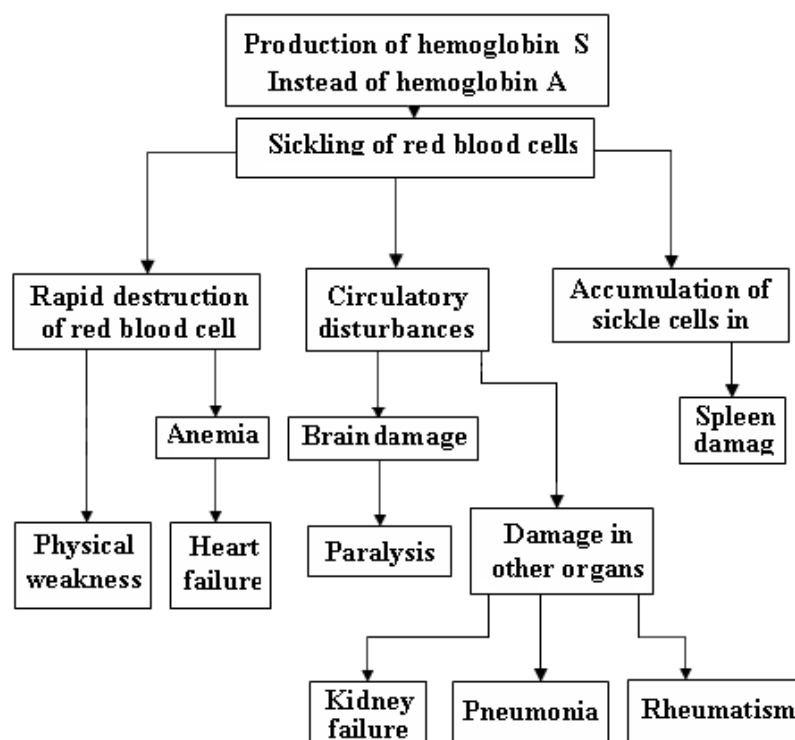 Production of hemoglobin S
Instead of hemoglobin A
Sickling of red blood cells
Rapid destruction
of red blood cell
Circulatory
disturbances
Accumulation of
sickle cells in
Anemia
Brain damage
Spleen
damag
Physical
weakness
Heart
failure
Paralysis
Damage in
other organs
Kidney
failure
Pneumonia
Rheumatism